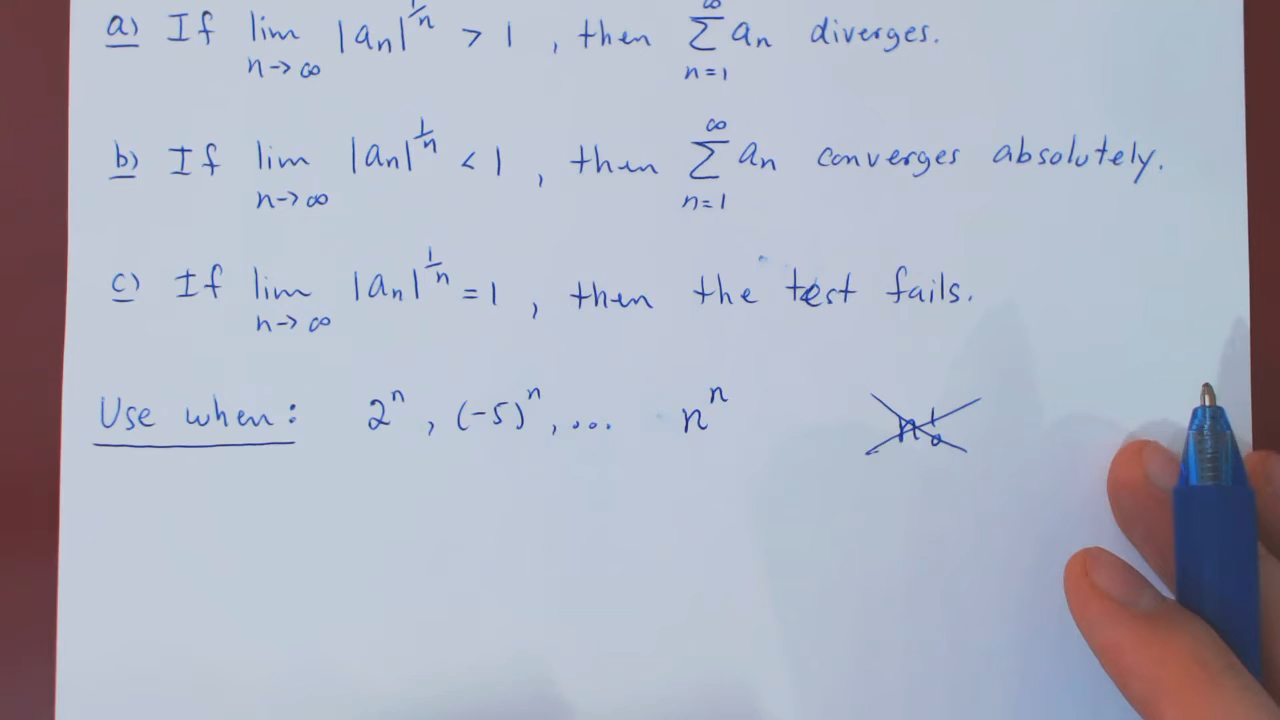 a) If lim n→∞ |aₙ|^(1/n) > 1, then ∞ Σ n=1 aₙ diverges.
b) If lim n→∞ |aₙ|^(1/n) < 1, then ∞ Σ n=1 aₙ converges absolutely.
c) If lim n→∞ |aₙ|^(1/n) = 1, then the test fails.
Use when: 2ⁿ, (-5)ⁿ, ... nⁿ n!